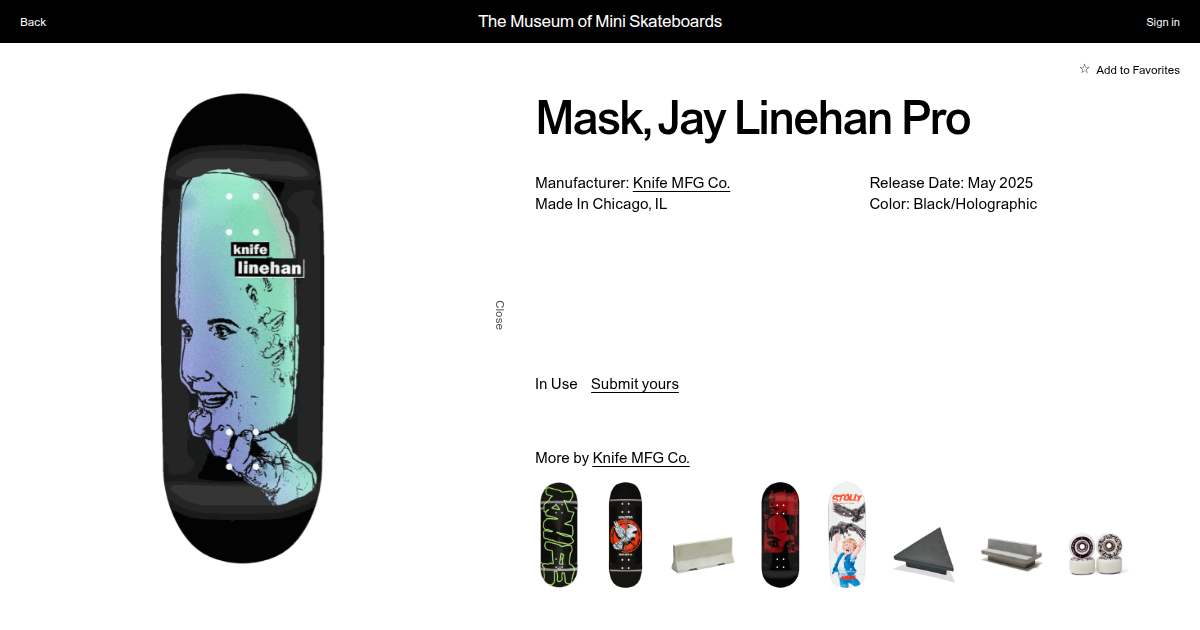 Back
The Museum of Mini Skateboards
Sign in
☆ Add to Favorites
Mask, Jay Linehan Pro
Manufacturer: Knife MFG Co.
Made In Chicago, IL
Release Date: May 2025
Color: Black/Holographic
knife
linehan
Close
In Use Submit yours
More by Knife MFG Co.
STOLLY